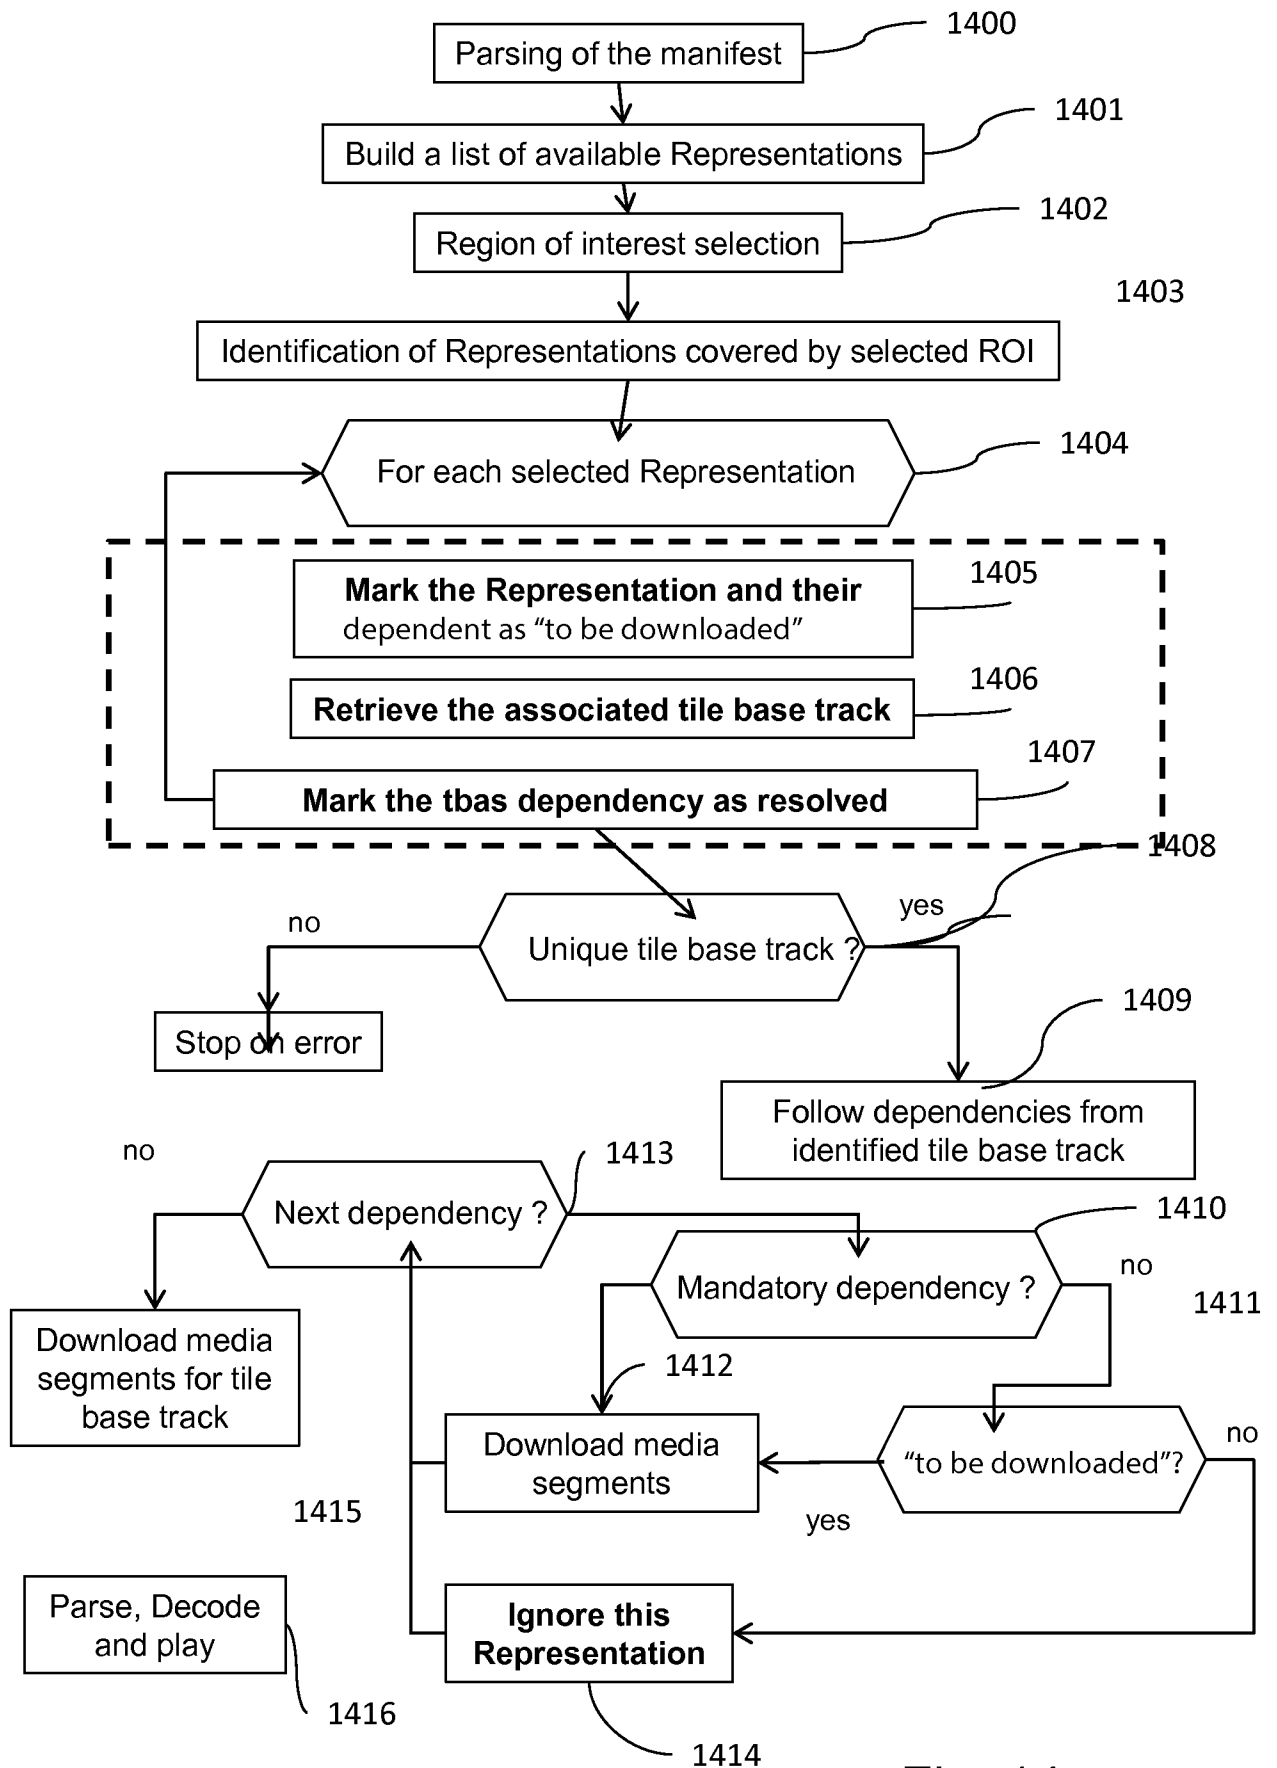 1400
Parsing of the manifest
1401
Build a list of available Representations
1402
Region of interest selection
1403
Identification of Representations covered by selected ROI
1404
For each selected Representation
1405
Mark the Representation and their
dependent as “to be downloaded”
1406
Retrieve the associated tile base track
1407
Mark the tbas dependency as resolved
1408
no
yes
Unique tile base track ?
1409
Stop on error
Follow dependencies from
identified tile base track
no
1413
Next dependency ?
1410
no
Mandatory dependency ?
1411
Download media
segments for tile
base track
1412
Download media
segments
“to be downloaded”?
no
yes
1415
Parse, Decode
and play
Ignore this
Representation
1416
1414